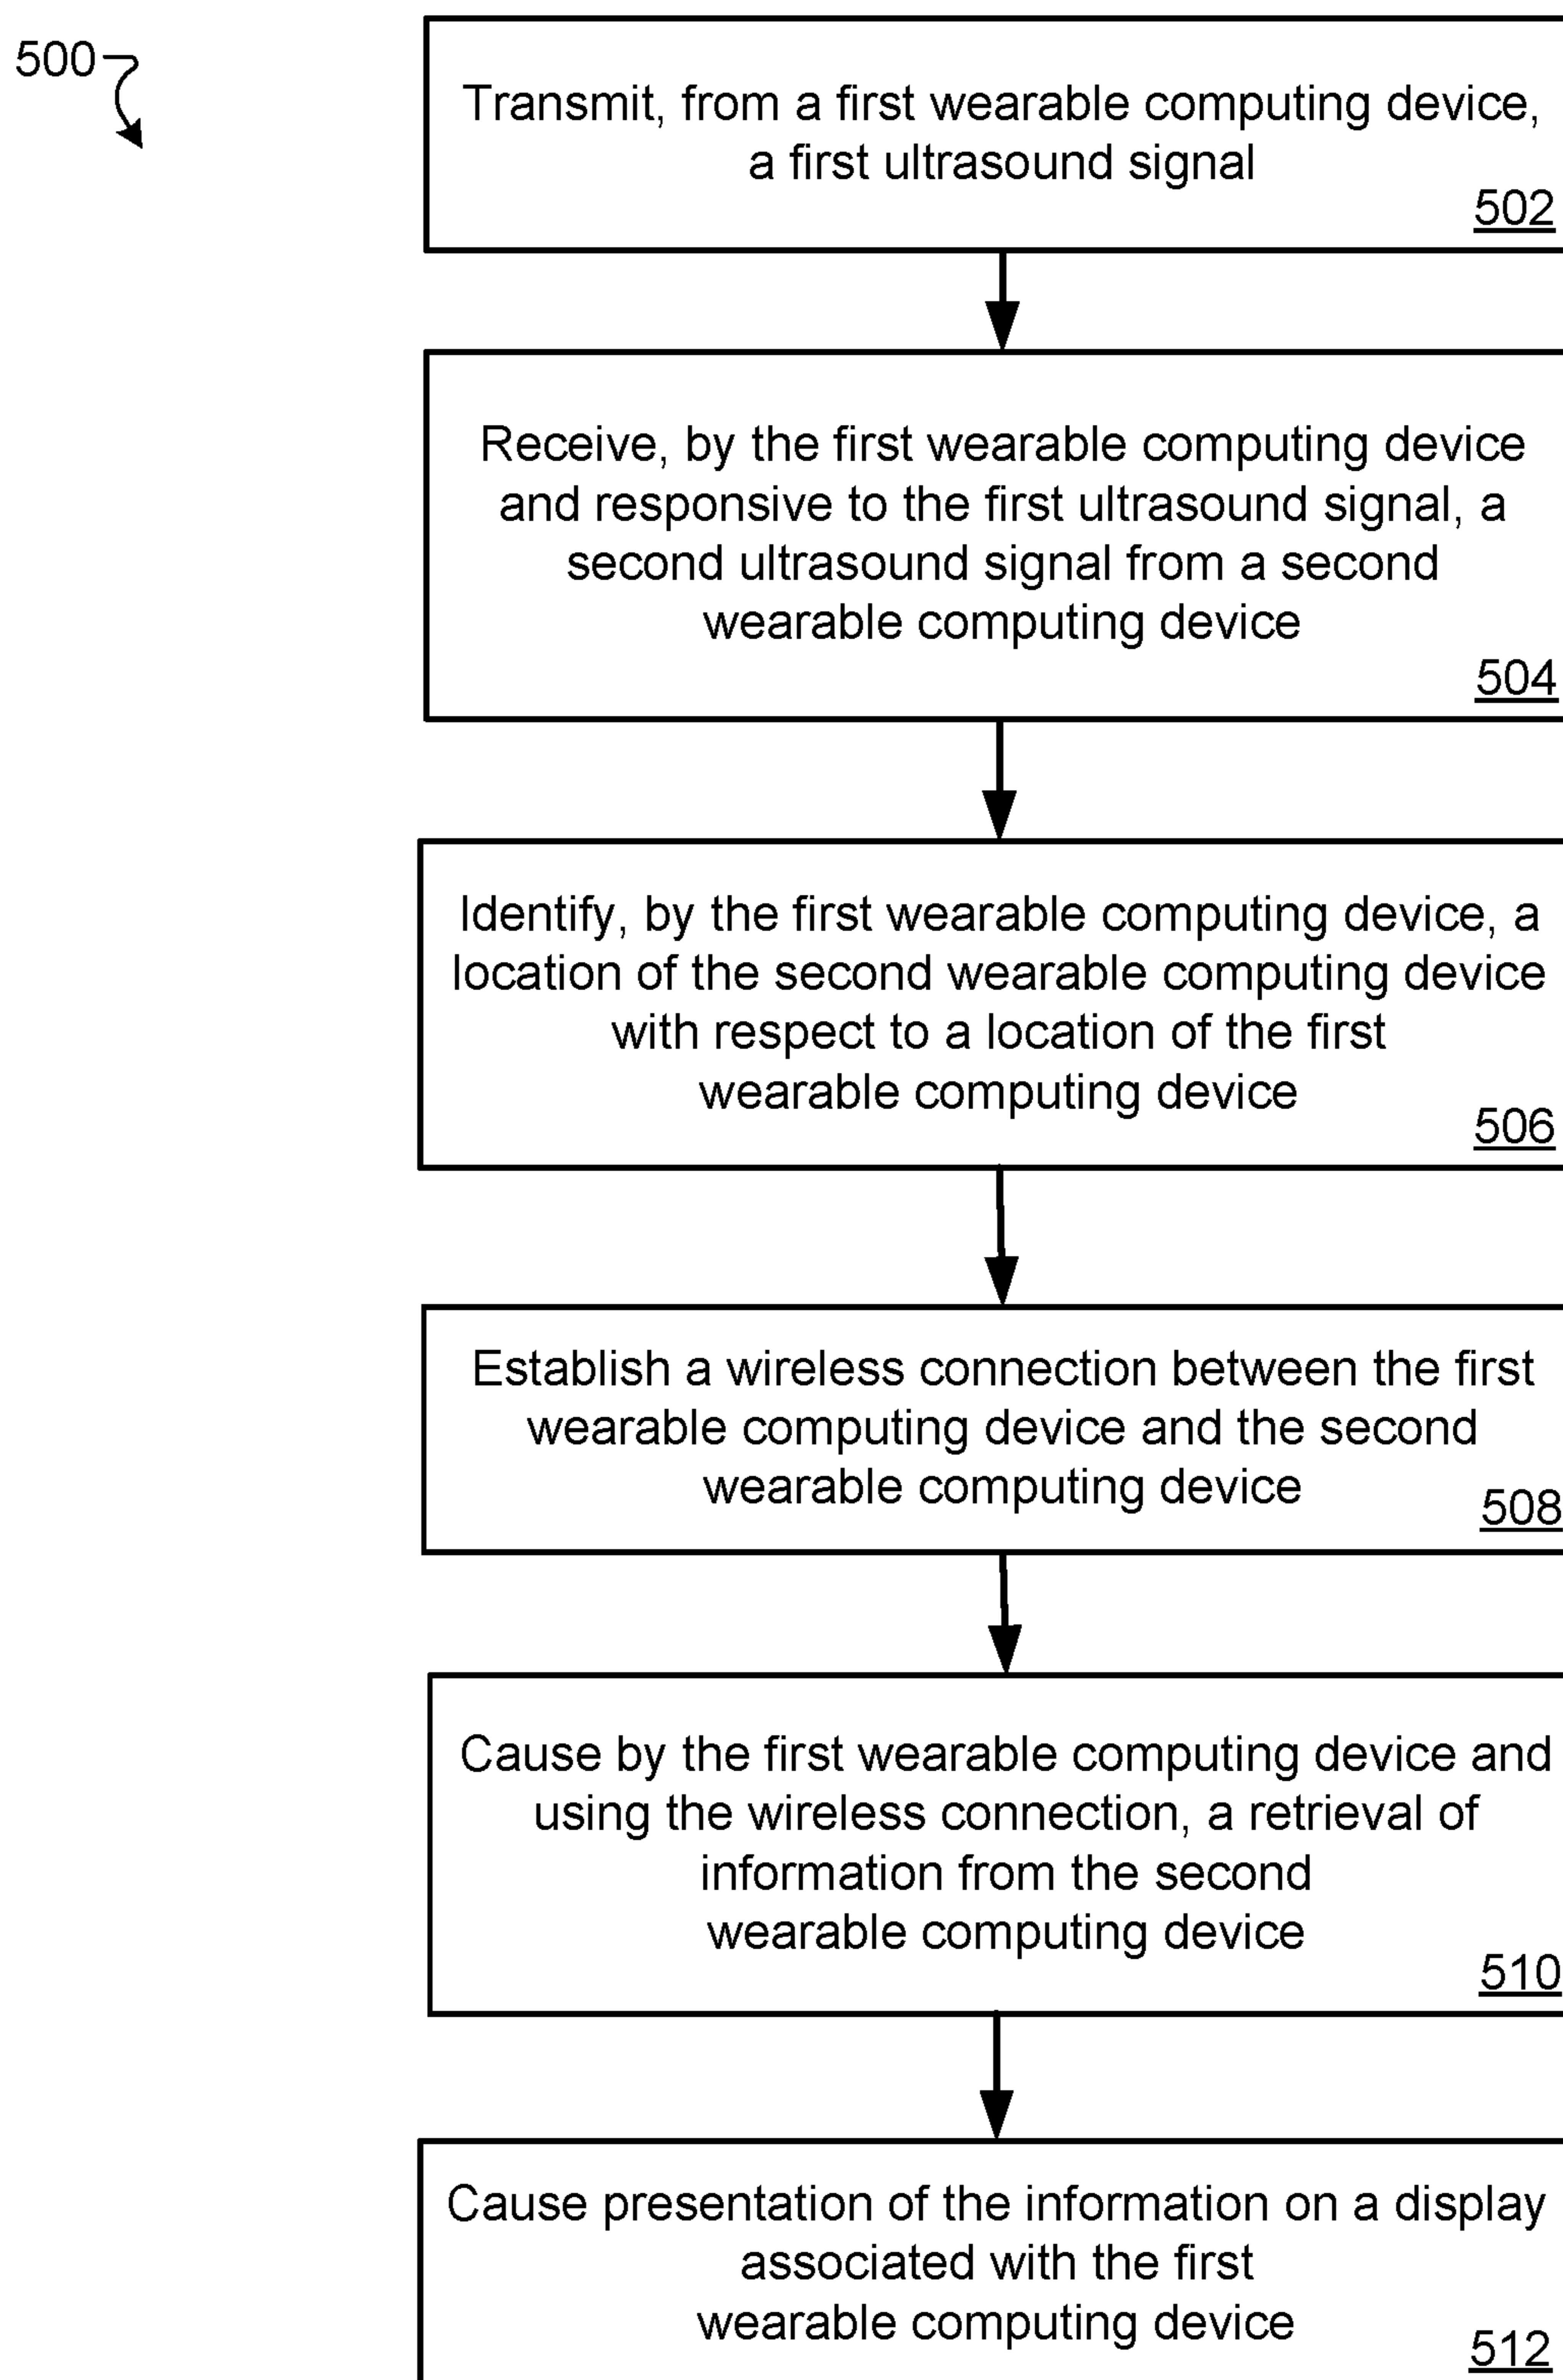 500
Transmit, from a first wearable computing device,
a first ultrasound signal
502
Receive, by the first wearable computing device
and responsive to the first ultrasound signal, a
second ultrasound signal from a second
wearable computing device
504
Identify, by the first wearable computing device, a
location of the second wearable computing device
with respect to a location of the first
wearable computing device
506
Establish a wireless connection between the first
wearable computing device and the second
wearable computing device
508
Cause by the first wearable computing device and
using the wireless connection, a retrieval of
information from the second
wearable computing device
510
Cause presentation of the information on a display
associated with the first
wearable computing device
512